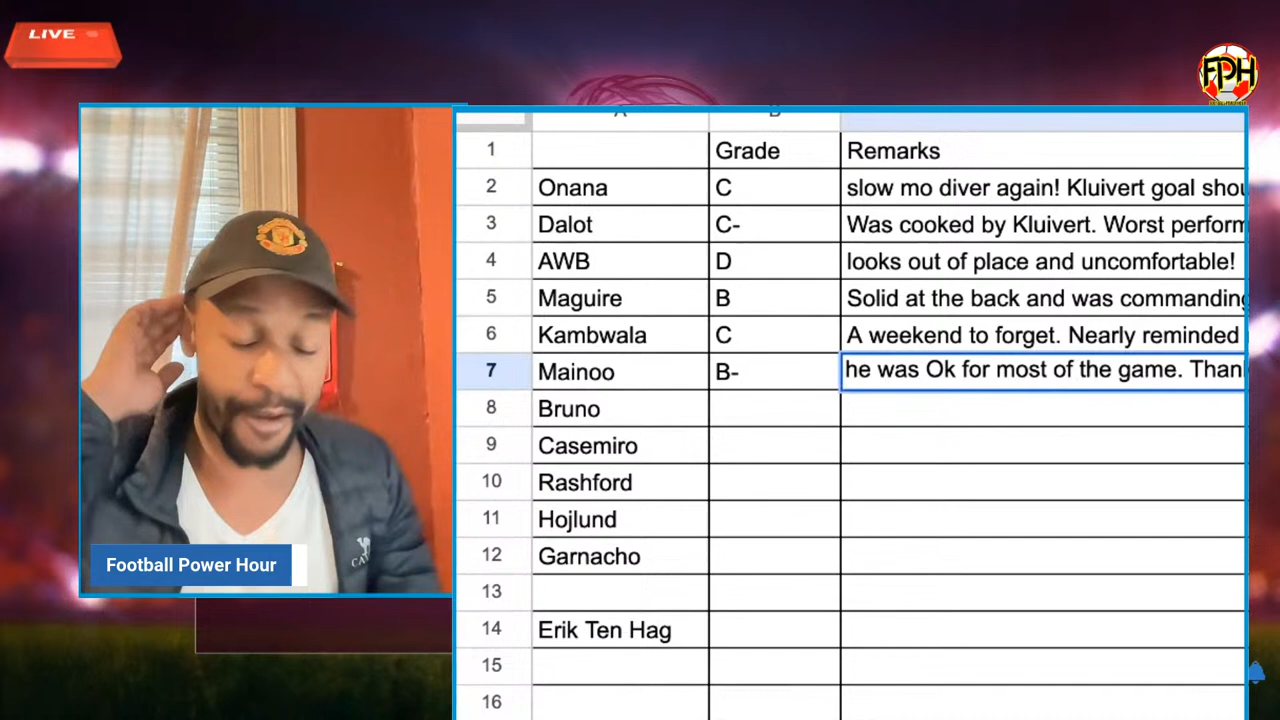 LIVE
FPH
A B
1 Grade Remarks
2 Onana C slow mo diver again! Kluivert goal
3 Dalot C- Was cooked by Kluivert. Worst
4 AWB D looks out of place and uncomfortable!
5 Maguire B Solid at the back and was commanding
6 Kambwala C A weekend to forget. Nearly reminded
7 Mainoo B- he was Ok for most of the game.
8 Bruno
9 Casemiro
10 Rashford
11 Hojlund
12 Garnacho
13
14 Erik Ten Hag
15
16
Football Power Hour